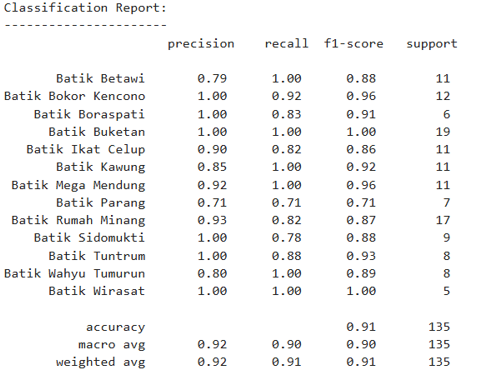 Classification Report:
----------------------
precision recall f1-score support
Batik Betawi 0.79 1.00 0.88 11
Batik Bokor Kencono 1.00 0.92 0.96 12
Batik Boraspati 1.00 0.83 0.91 6
Batik Buketan 1.00 1.00 1.00 19
Batik Ikat Celup 0.90 0.82 0.86 11
Batik Kawung 0.85 1.00 0.92 11
Batik Mega Mendung 0.92 1.00 0.96 11
Batik Parang 0.71 0.71 0.71 7
Batik Rumah Minang 0.93 0.82 0.87 17
Batik Sidomukti 1.00 0.78 0.88 9
Batik Tuntrum 1.00 0.88 0.93 8
Batik Wahyu Tumurun 0.80 1.00 0.89 8
Batik Wirasat 1.00 1.00 1.00 5
accuracy 0.91 135
macro avg 0.92 0.90 0.90 135
weighted avg 0.92 0.91 0.91 135